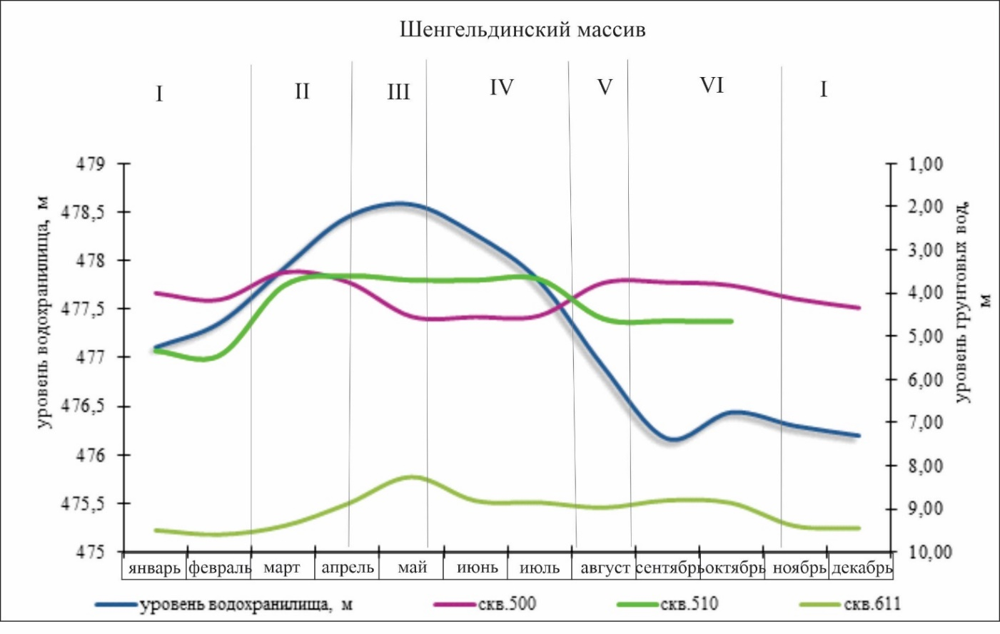 Шенгельдинский массив
I II III IV V VI I
уровень водохранилища, м
479
478,5
478
477,5
477
476,5
476
475,5
475
1,00
2,00
3,00
4,00
5,00
6,00
7,00
8,00
9,00
10,00
уровень грунтовых вод,
м
январь февраль март апрель май июнь июль август сентябрь октябрь ноябрь декабрь
уровень водохранилища, м скв.500 скв.510 скв.611